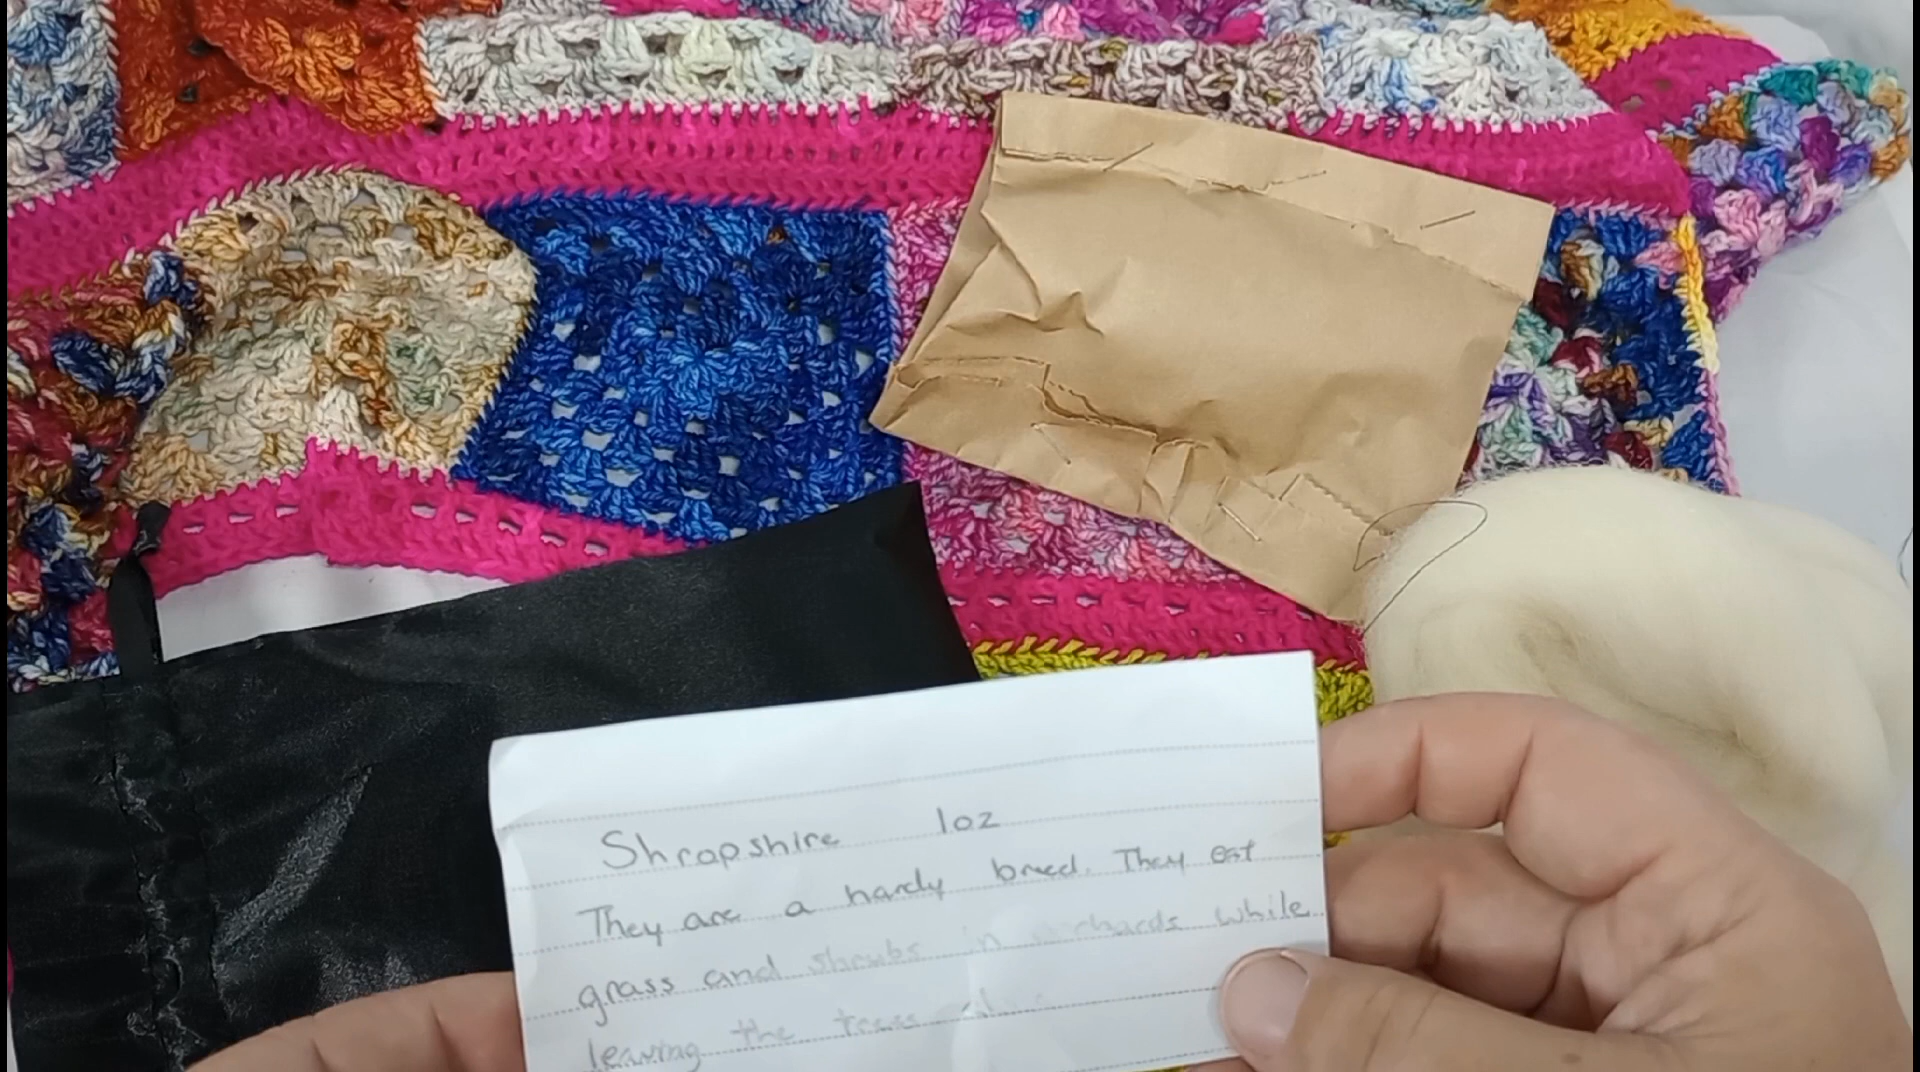 Shropshire 1oz
They are a hardy breed. They eat
grass and shrubs in orchards while
leaving the trees